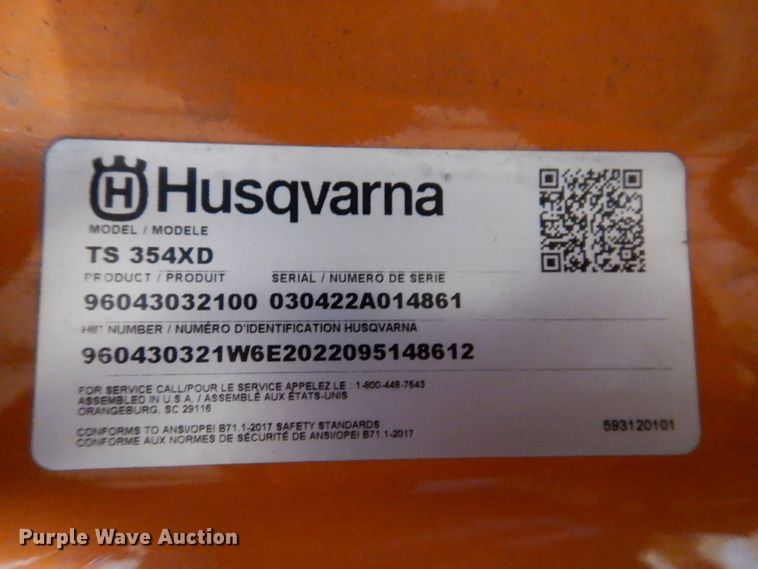 H Husqvarna
MODEL / MODELE
TS 354XD
PRODUCT / PRODUIT SERIAL / NUMERO DE SERIE
96043032100 030422A014861
HID NUMBER / NUMÉRO D'IDENTIFICATION HUSQVARNA
960430321W6E2022095148612
FOR SERVICE CALL/POUR LE SERVICE APPELEZ LE : 1-800-448-7643
ASSEMBLED IN U.S.A. / ASSEMBLÉ AUX ÉTATS-UNIS
ORANGEBURG, SC 29116
CONFORMS TO ANSI/OPEI B71.1-2017 SAFETY STANDARDS
CONFORME AUX NORMES DE SÉCURITÉ DE ANSI/OPEI B71.1-2017
593120101
Purple Wave Auction